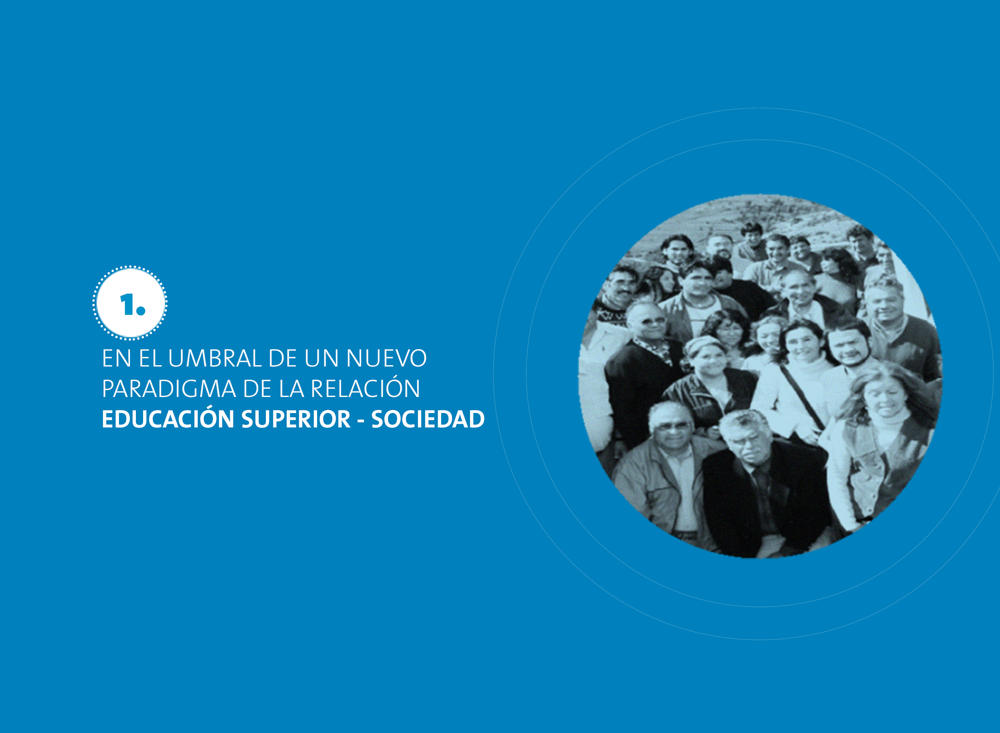 1.
EN EL UMBRAL DE UN NUEVO
PARADIGMA DE LA RELACIÓN
EDUCACIÓN SUPERIOR - SOCIEDAD